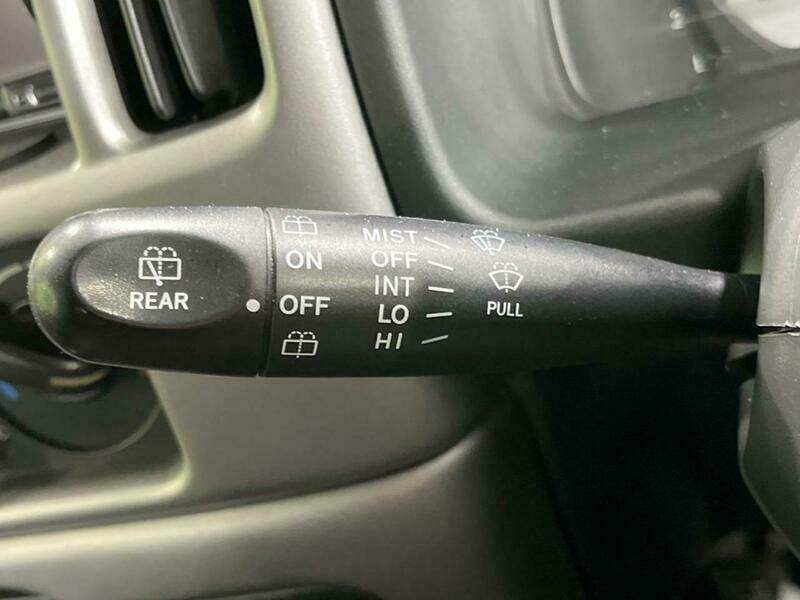 REAR
ON
OFF
MIST
OFF
INT
LO
HI
PULL